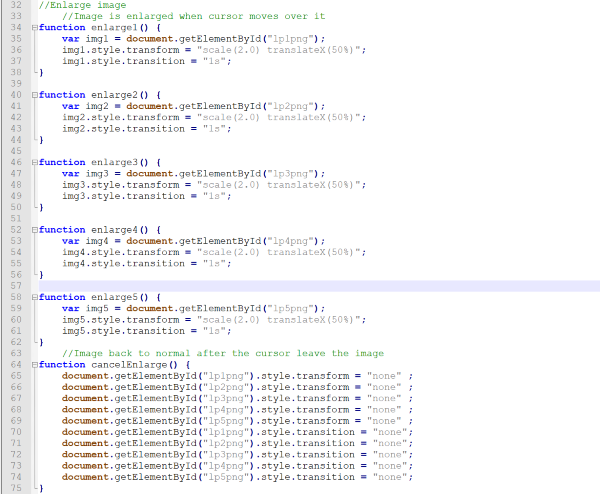 32 //Enlarge image
33 //Image is enlarged when cursor moves over it
34 function enlarge1() {
35 var img1 = document.getElementById("lp1png");
36 img1.style.transform = "scale(2.0) translateX(50%)";
37 img1.style.transition = "1s";
38 }
39
40 function enlarge2() {
41 var img2 = document.getElementById("lp2png");
42 img2.style.transform = "scale(2.0) translateX(50%)";
43 img2.style.transition = "1s";
44 }
45
46 function enlarge3() {
47 var img3 = document.getElementById("lp3png");
48 img3.style.transform = "scale(2.0) translateX(50%)";
49 img3.style.transition = "1s";
50 }
51
52 function enlarge4() {
53 var img4 = document.getElementById("lp4png");
54 img4.style.transform = "scale(2.0) translateX(50%)";
55 img4.style.transition = "1s";
56 }
57
58 function enlarge5() {
59 var img5 = document.getElementById("lp5png");
60 img5.style.transform = "scale(2.0) translateX(50%)";
61 img5.style.transition = "1s";
62 }
63 //Image back to normal after the cursor leave the image
64 function cancelEnlarge() {
65 document.getElementById("lp1png").style.transform = "none" ;
66 document.getElementById("lp2png").style.transform = "none" ;
67 document.getElementById("lp3png").style.transform = "none" ;
68 document.getElementById("lp4png").style.transform = "none" ;
69 document.getElementById("lp5png").style.transform = "none" ;
70 document.getElementById("lp1png").style.transition = "none";
71 document.getElementById("lp2png").style.transition = "none";
72 document.getElementById("lp3png").style.transition = "none";
73 document.getElementById("lp4png").style.transition = "none";
74 document.getElementById("lp5png").style.transition = "none";
75 }